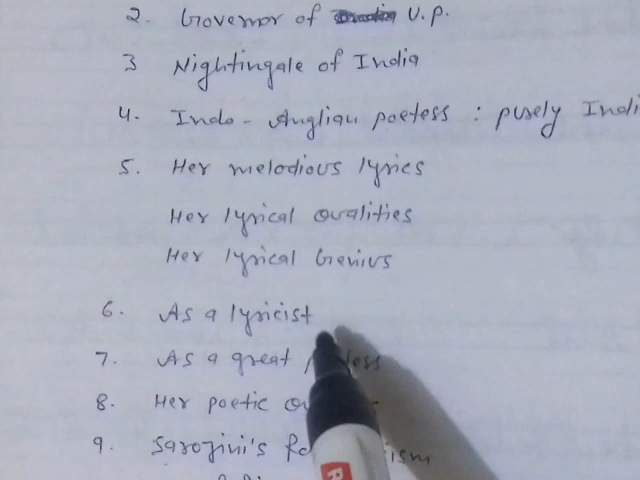 2. Governor of U.P.
3 Nightingale of India
4. Indo-Anglian poetess : purely Indi
5. Her melodious lyrics
Her lyrical Qualities
Her lyrical Genius
6. As a lyricist
7. As a great
8. Her poetic
9. Sarojini's